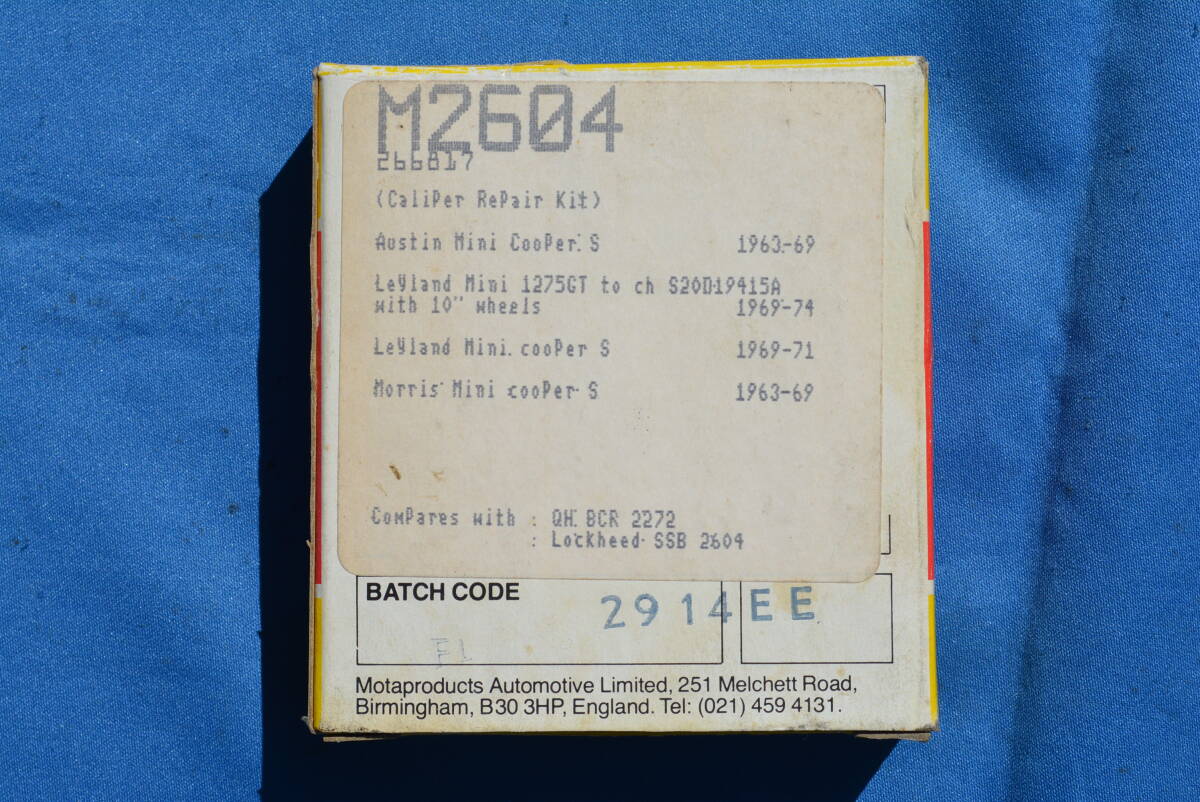 M2604
266817
(Caliper Repair Kit)
Austin Mini Cooper S 1963-69
Leyland Mini 1275GT to ch S20D19415A
with 10" wheels 1969-74
Leyland Mini cooper S 1969-71
Morris Mini cooper S 1963-69
Compares with : QH BCR 2272
: Lockheed SSB 2604
BATCH CODE
2914EE
Motaproducts Automotive Limited, 251 Melchett Road,
Birmingham, B30 3HP, England. Tel: (021) 459 4131.